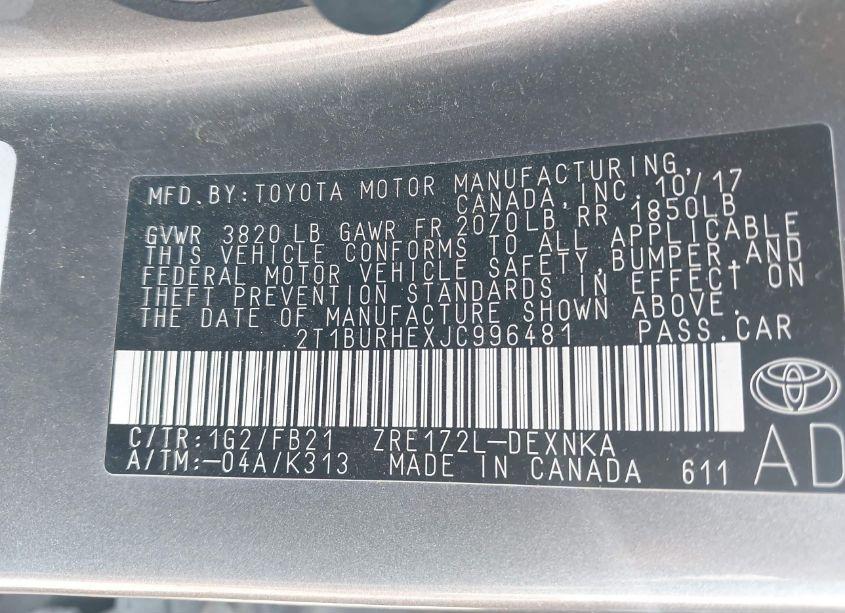 MFD.BY:TOYOTA MOTOR MANUFACTURING,
CANADA,INC. 10/17
GVWR 3820 LB GAWR FR 2070LB RR 1850LB
THIS VEHICLE CONFORMS TO ALL APPLICABLE
FEDERAL MOTOR VEHICLE SAFETY,BUMPER,AND
THEFT PREVENTION STANDARDS IN EFFECT ON
THE DATE OF MANUFACTURE SHOWN ABOVE.
2T1BURHEXJC996481 PASS.CAR
C/TR:1G2/FB21 ZRE172L-DEXNKA
A/TM:-04A/K313 MADE IN CANADA 611
AD